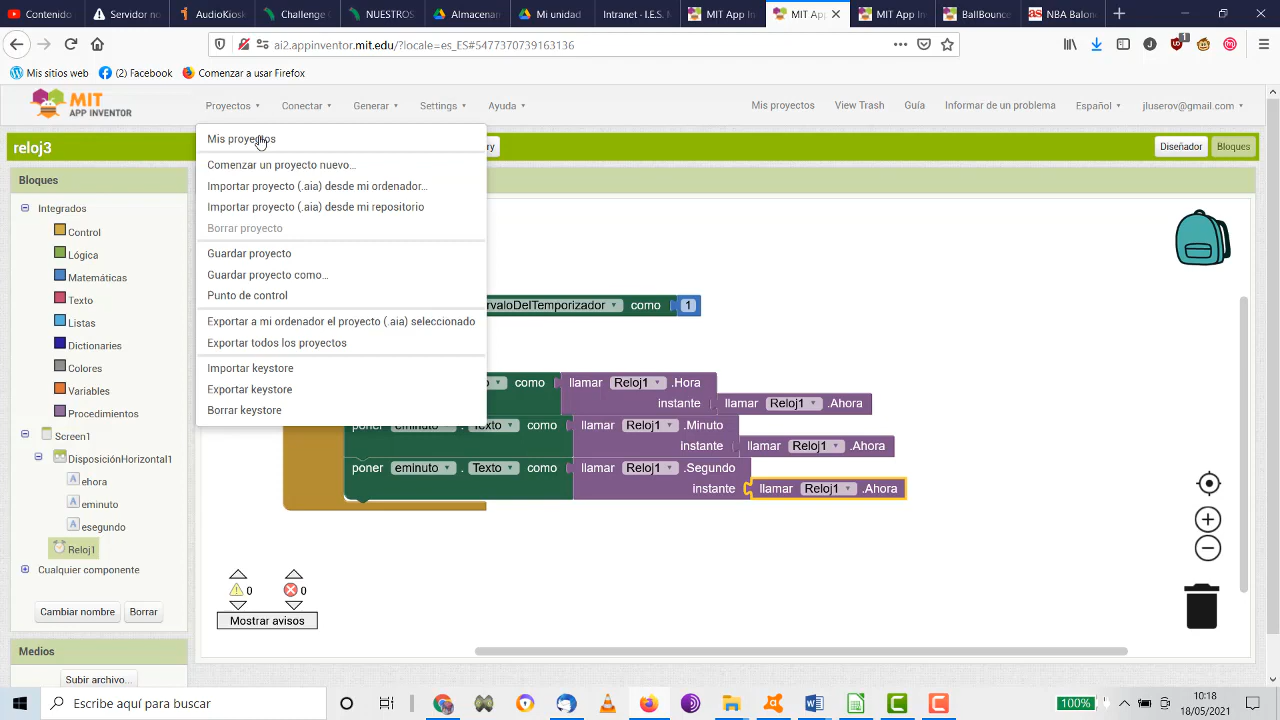 Servidor no
AudioKiosk
Challenge
NUESTROS
Almacenar
Mi unidad
Intranet - I.E.S. M
MIT App In
MIT App
MIT App In
BallBounce
NBA Balon
ai2.appinventor.mit.edu/?locale=es_ES#5477370739163136
Mis sitios web
(2) Facebook
Comenzar a usar Firefox
MIT
APP INVENTOR
Proyectos
Conectar
Generar
Settings
Ayuda
Mis proyectos
View Trash
Guía
Informar de un problema
Español
jluserov@gmail.com
reloj3
Diseñador
Bloques
Bloques
Integrados
Control
Lógica
Matemáticas
Texto
Listas
Dictionaries
Colores
Variables
Procedimientos
Screen1
DisposiciónHorizontal1
ehora
eminuto
esegundo
Reloj1
Cualquier componente
Cambiar nombre
Borrar
Medios
Subir archivo...
Mis proyectos
Comenzar un proyecto nuevo...
Importar proyecto (.aia) desde mi ordenador...
Importar proyecto (.aia) desde mi repositorio
Borrar proyecto
Guardar proyecto
Guardar proyecto como...
Punto de control
Exportar a mi ordenador el proyecto (.aia) seleccionado
Exportar todos los proyectos
Importar keystore
Exportar keystore
Borrar keystore
rvaloDelTemporizador como 1
como llamar Reloj1 .Hora
instante llamar Reloj1 .Ahora
poner eminuto . Texto como llamar Reloj1 .Minuto
instante llamar Reloj1 .Ahora
poner eminuto . Texto como llamar Reloj1 .Segundo
instante llamar Reloj1 .Ahora
0 0
Mostrar avisos
Escribe aquí para buscar
100%
10:18
18/05/2021